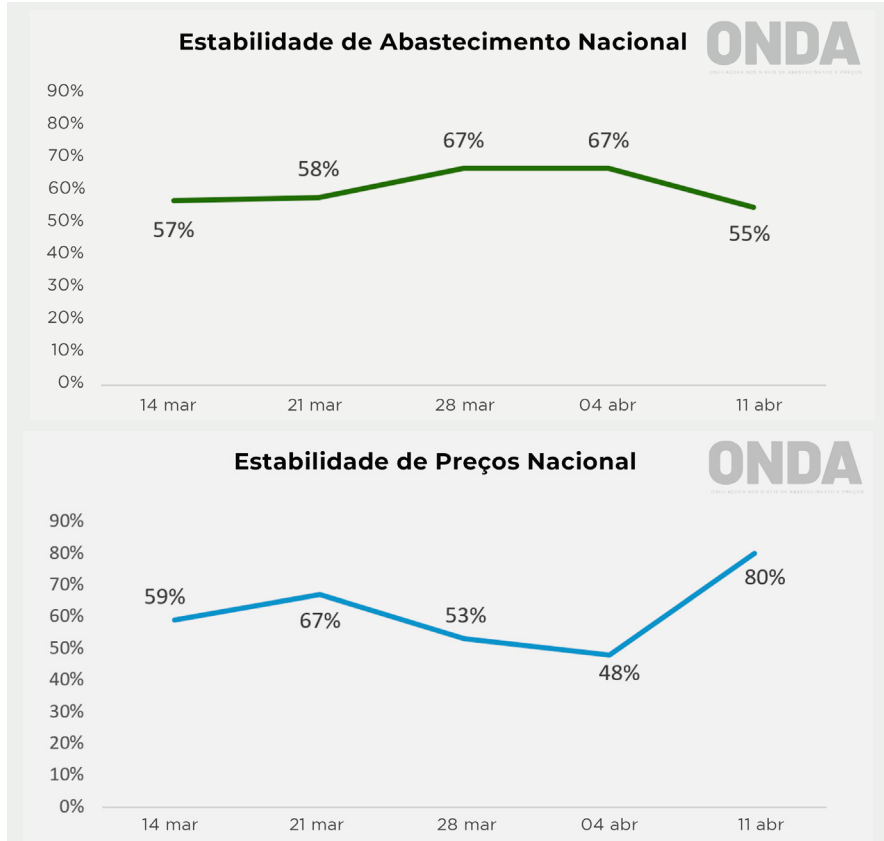 Estabilidade de Abastecimento Nacional
ONDA
90%
80%
70%
60%
50%
40%
30%
20%
10%
0%
57%
58%
67%
67%
55%
14 mar
21 mar
28 mar
04 abr
11 abr
Estabilidade de Preços Nacional
ONDA
90%
80%
70%
60%
50%
40%
30%
20%
10%
0%
59%
67%
53%
48%
80%
14 mar
21 mar
28 mar
04 abr
11 abr